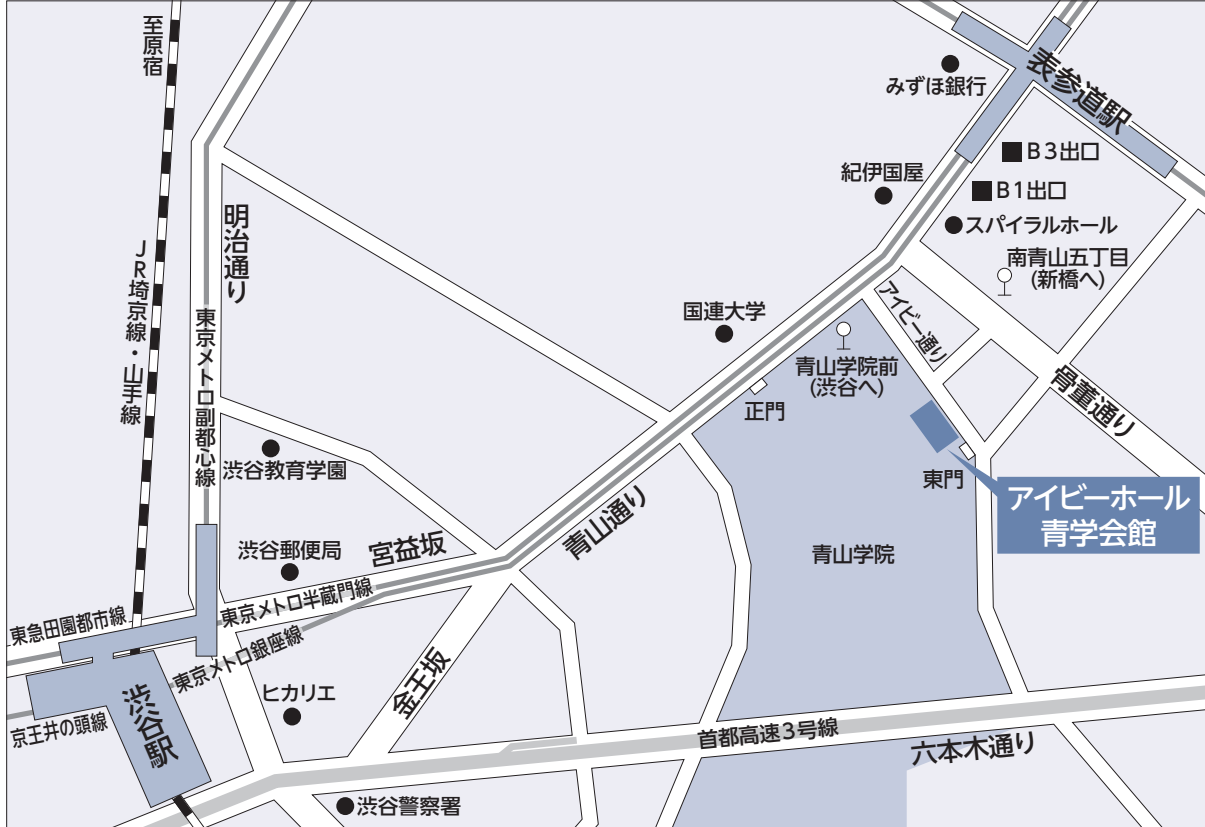 至原宿
みずほ銀行
表参道駅
B3出口
紀伊国屋
B1出口
スパイラルホール
明治通り
南青山五丁目
(新橋へ)
JR埼京線・山手線
アイビー通り
国連大学
東京メトロ副都心線
青山学院前
(渋谷へ)
骨董通り
正門
渋谷教育学園
東門
アイビーホール
青学会館
青山通り
宮益坂
渋谷郵便局
青山学院
東京メトロ半蔵門線
東急田園都市線
東京メトロ銀座線
金王坂
ヒカリエ
渋谷駅
京王井の頭線
首都高速3号線
六本木通り
渋谷警察署